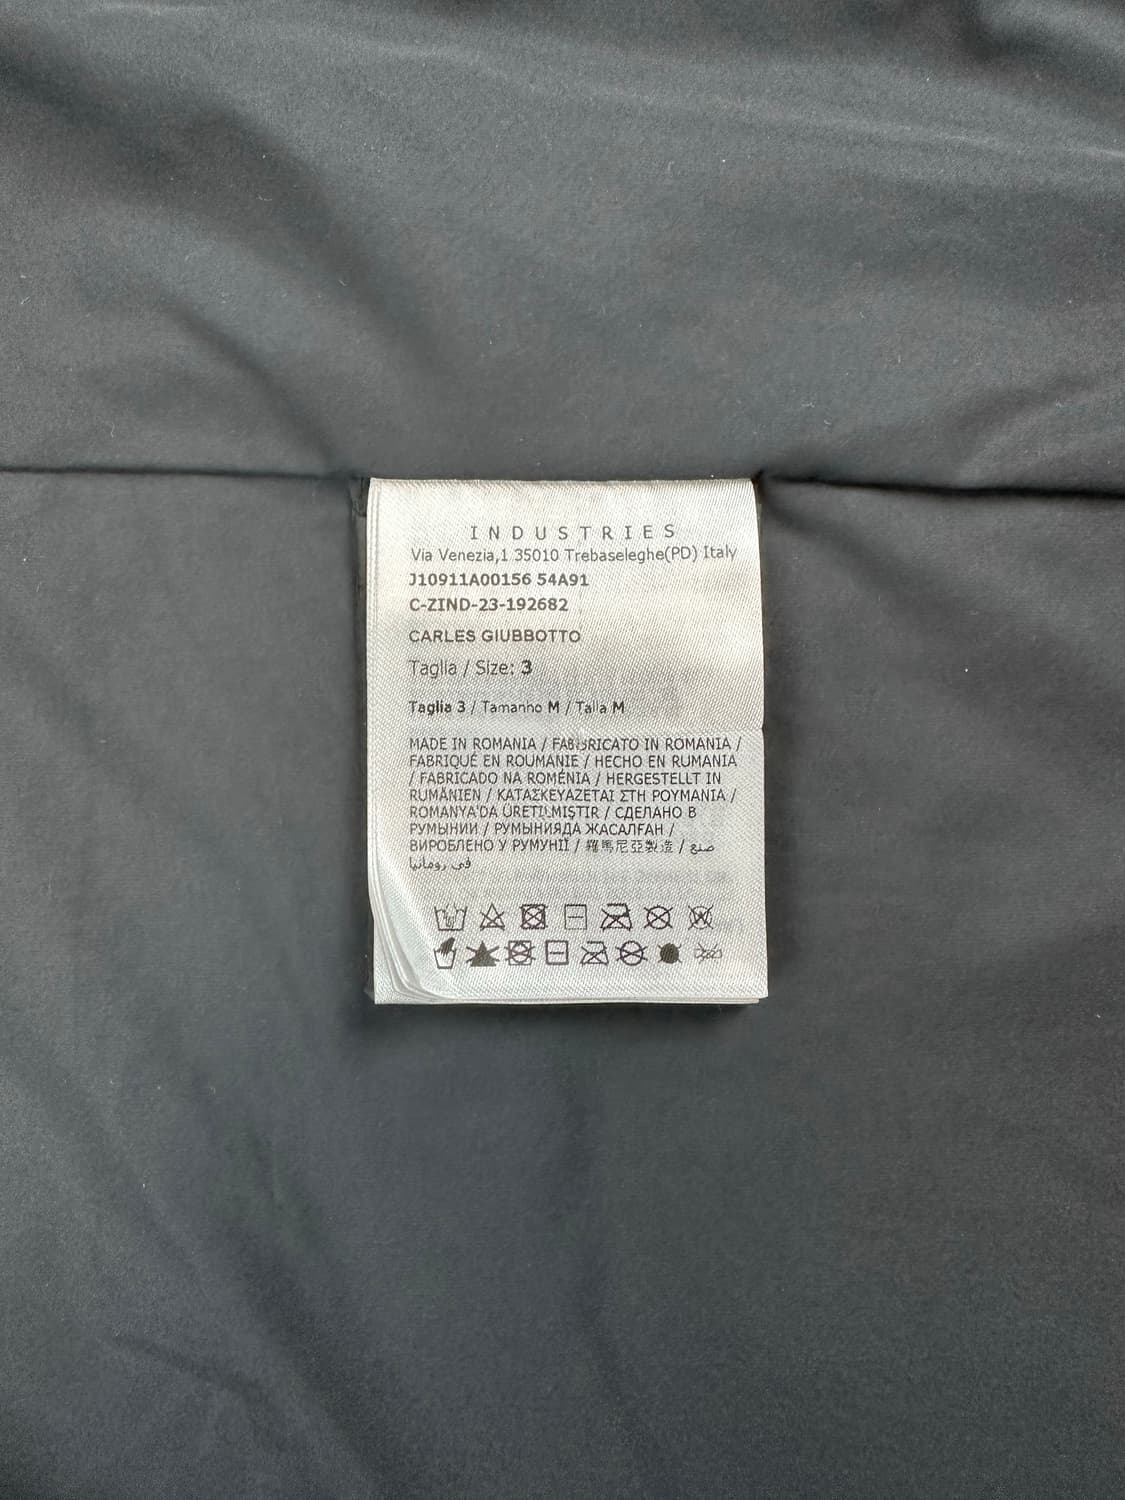 INDUSTRIES
Via Venezia,1 35010 Trebaseleghe(PD) Italy
J10911A00156 54A91
C-ZIND-23-192682
CARLES GIUBBOTTO
Taglia / Size: 3
Taglia 3 / Tamanho M / Talla M
MADE IN ROMANIA / FABBRICATO IN ROMANIA /
FABRIQUÉ EN ROUMANIE / HECHO EN RUMANIA
/ FABRICADO NA ROMÉNIA / HERGESTELLT IN
RUMÄNIEN / ΚΑΤΑΣΚΕΥΑΖΕΤΑΙ ΣΤΗ ΡΟΥΜΑΝΙΑ /
ROMANYA'DA ÜRETİLMİŞTİR / СДЕЛАНО В
РУМЫНИИ / РУМЫНИЯДА ЖАСАЛҒАН /
ВИРОБЛЕНО У РУМУНІЇ / 羅馬尼亞製造 / صنع
في رومانيا